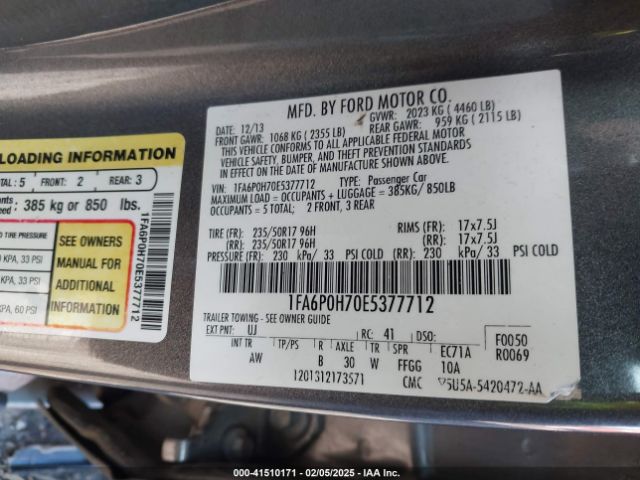 LOADING INFORMATION
TOTAL: 5 FRONT: 2 REAR: 3
385 kg or 850 lbs.
TIRE PRESSURE
KPA, 33 PSI
KPA, 33 PSI
KPA, 60 PSI
SEE OWNERS
MANUAL FOR
ADDITIONAL
INFORMATION
1FA6P0H70E5377712
MFD. BY FORD MOTOR CO.
DATE: 12/13 GVWR: 2023 KG ( 4460 LB)
FRONT GAWR: 1068 KG ( 2355 LB) REAR GAWR: 959 KG ( 2115 LB)
THIS VEHICLE CONFORMS TO ALL APPLICABLE FEDERAL MOTOR
VEHICLE SAFETY, BUMPER, AND THEFT PREVENTION STANDARDS
IN EFFECT ON THE DATE OF MANUFACTURE SHOWN ABOVE.
VIN: 1FA6P0H70E5377712 TYPE: Passenger Car
MAXIMUM LOAD = OCCUPANTS + LUGGAGE = 385KG/ 850LB
OCCUPANTS = 5 TOTAL; 2 FRONT, 3 REAR
TIRE (FR): 235/50R17 96H RIMS (FR): 17x7.5J
(RR): 235/50R17 96H (RR): 17x7.5J
PRESSURE (FR): 230 kPa/ 33 PSI COLD (RR): 230 kPa/ 33 PSI COLD
1FA6P0H70E5377712
TRAILER TOWING - SEE OWNER GUIDE
EXT PNT: UJ RC: 41 DSO: F0050
INT TR TP/PS R AXLE TR SPR EC71A R0069
AW B 30 W FFGG 10A
1201312173571 CMC 5U5A-5420472-AA
00-41510171 | 02/05/2025 | IAA Inc.